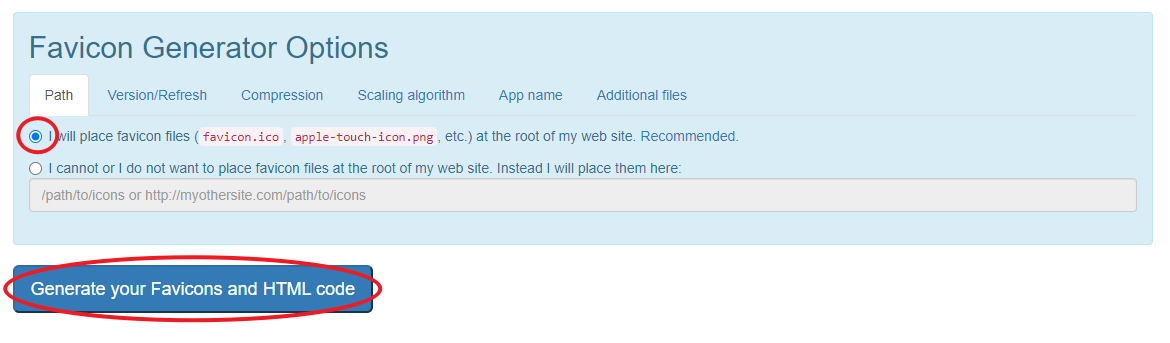 Favicon Generator Options
Path Version/Refresh Compression Scaling algorithm App name Additional files
I will place favicon files ( favicon.ico , apple-touch-icon.png , etc.) at the root of my web site. Recommended.
I cannot or I do not want to place favicon files at the root of my web site. Instead I will place them here:
/path/to/icons or http://myothersite.com/path/to/icons
Generate your Favicons and HTML code